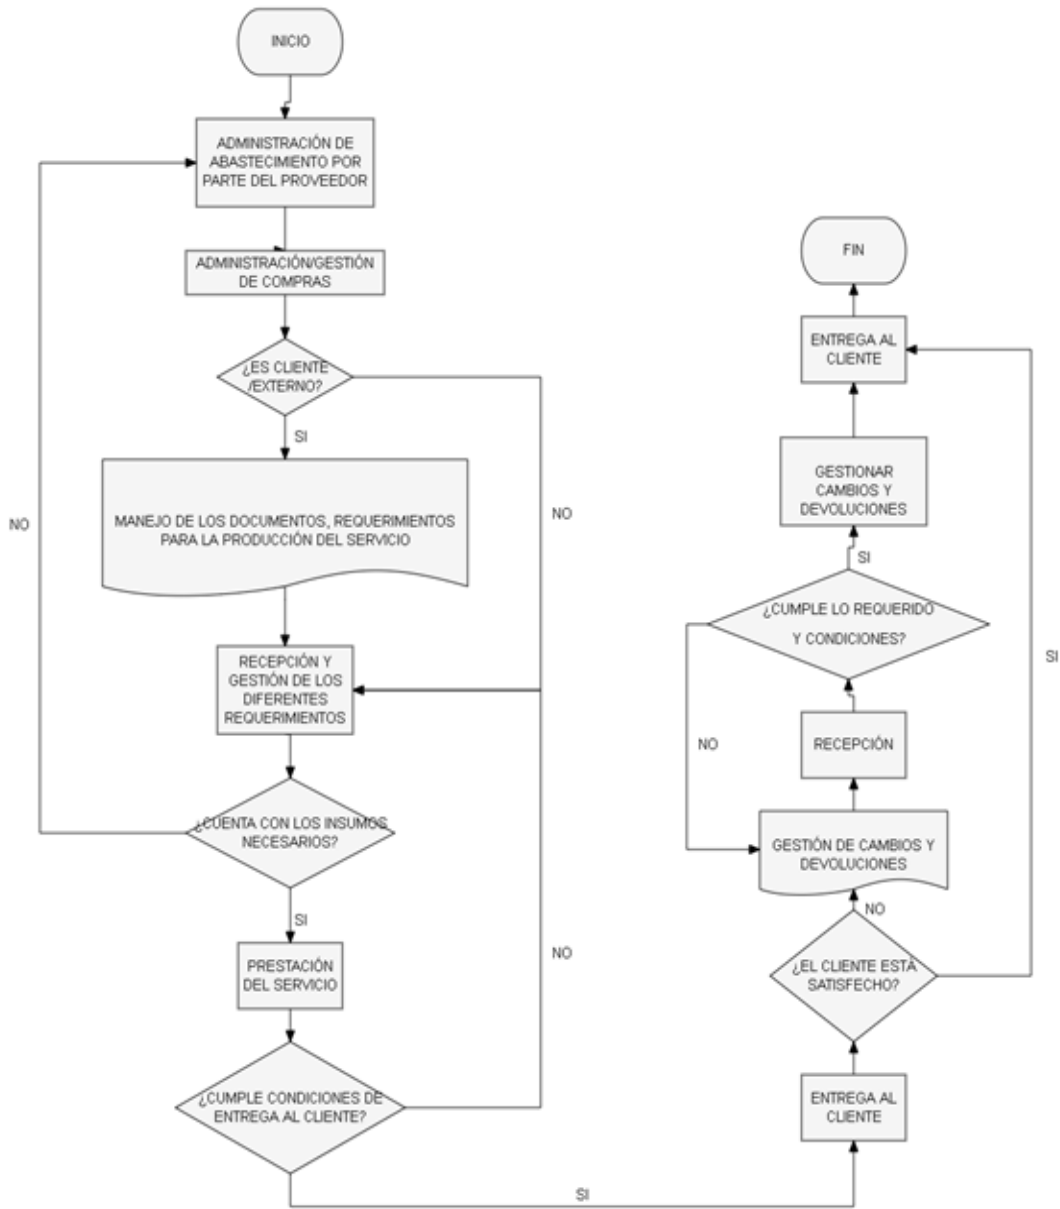 INICIO
ADMINISTRACIÓN DE
ABASTECIMIENTO POR
PARTE DEL PROVEEDOR
ADMINISTRACIÓN/GESTIÓN
DE COMPRAS
¿ES CLIENTE
/EXTERNO?
SI
NO
NO
MANEJO DE LOS DOCUMENTOS, REQUERIMIENTOS
PARA LA PRODUCCIÓN DEL SERVICIO
RECEPCIÓN Y
GESTIÓN DE LOS
DIFERENTES
REQUERIMIENTOS
¿CUENTA CON LOS INSUMOS
NECESARIOS?
SI
PRESTACIÓN
DEL SERVICIO
NO
¿CUMPLE CONDICIONES DE
ENTREGA AL CLIENTE?
SI
ENTREGA AL
CLIENTE
¿EL CLIENTE ESTÁ
SATISFECHO?
NO
SI
GESTIÓN DE CAMBIOS Y
DEVOLUCIONES
RECEPCIÓN
¿CUMPLE LO REQUERIDO
Y CONDICIONES?
NO
SI
GESTIONAR
CAMBIOS Y
DEVOLUCIONES
ENTREGA AL
CLIENTE
FIN